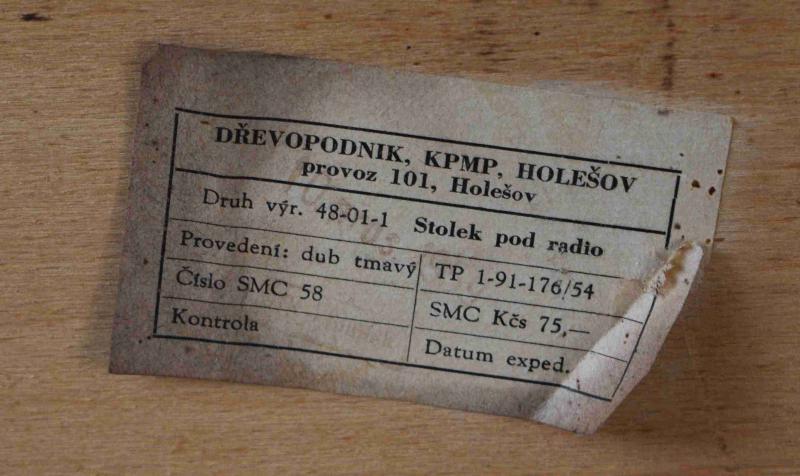 DŘEVOPODNIK, KPMP, HOLEŠOV
provoz 101, Holešov
Druh výr. 48-01-1 Stolek pod radio
Provedení: dub tmavý
TP 1-91-176/54
Číslo SMC 58
SMC Kčs 75,—
Kontrola
Datum exped.